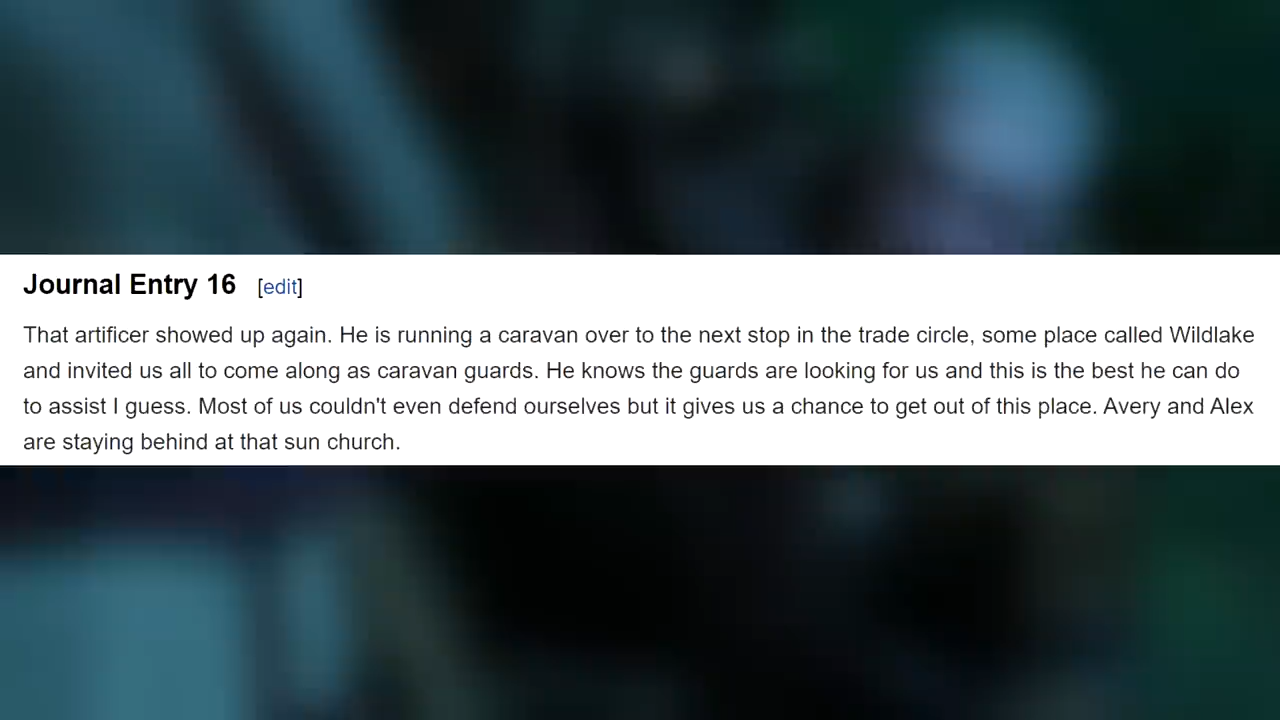 Journal Entry 16 [edit]
That artificer showed up again. He is running a caravan over to the next stop in the trade circle, some place called Wildlake
and invited us all to come along as caravan guards. He knows the guards are looking for us and this is the best he can do
to assist I guess. Most of us couldn't even defend ourselves but it gives us a chance to get out of this place. Avery and Alex
are staying behind at that sun church.